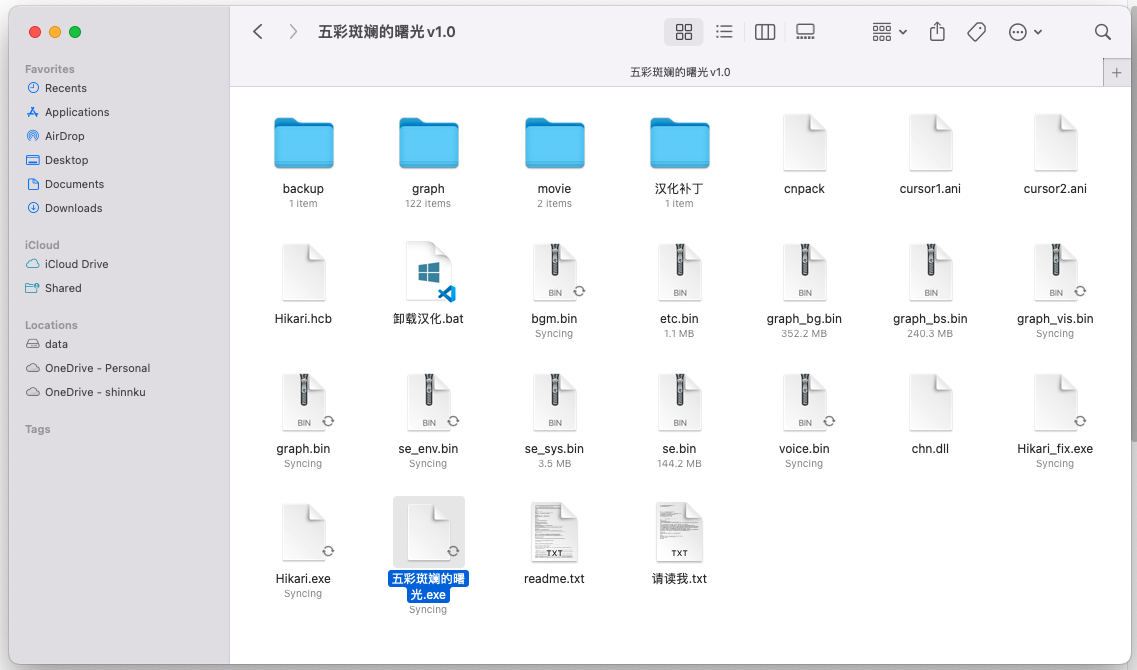 五彩斑斓的曙光 v1.0
五彩斑斓的曙光 v1.0
Favorites
Recents
Applications
AirDrop
Desktop
Documents
Downloads
iCloud
iCloud Drive
Shared
Locations
data
OneDrive - Personal
OneDrive - shinnku
Tags
backup
1 item
graph
122 items
movie
2 items
汉化补丁
1 item
cnpack
cursor1.ani
cursor2.ani
Hikari.hcb
卸载汉化.bat
BIN
bgm.bin
Syncing
BIN
etc.bin
1.1 MB
BIN
graph_bg.bin
352.2 MB
BIN
graph_bs.bin
240.3 MB
BIN
graph_vis.bin
Syncing
BIN
graph.bin
Syncing
BIN
se_env.bin
Syncing
BIN
se_sys.bin
3.5 MB
BIN
se.bin
144.2 MB
BIN
voice.bin
Syncing
chn.dll
Hikari_fix.exe
Syncing
Hikari.exe
Syncing
五彩斑斓的曙
光.exe
Syncing
TXT
readme.txt
TXT
请读我.txt